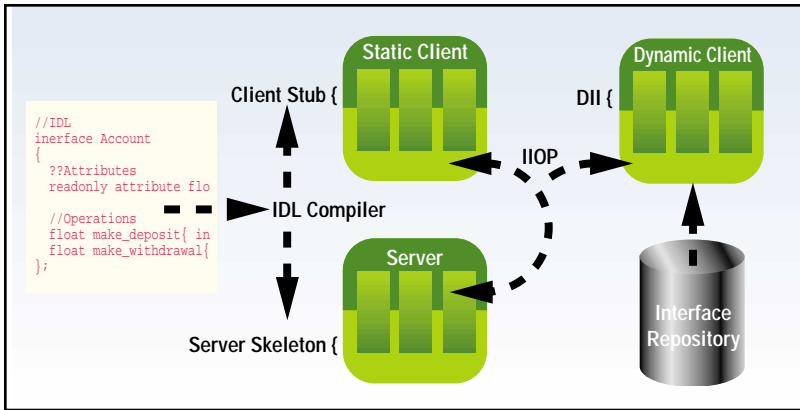 Static Client
Dynamic Client
Client Stub {
DII {
//IDL
inerface Account
{
??Attributes
readonly attribute flo
//Operations
float make_deposit{ in
float make_withdrawal{
};
IIOP
IDL Compiler
Server
Server Skeleton {
Interface
Repository